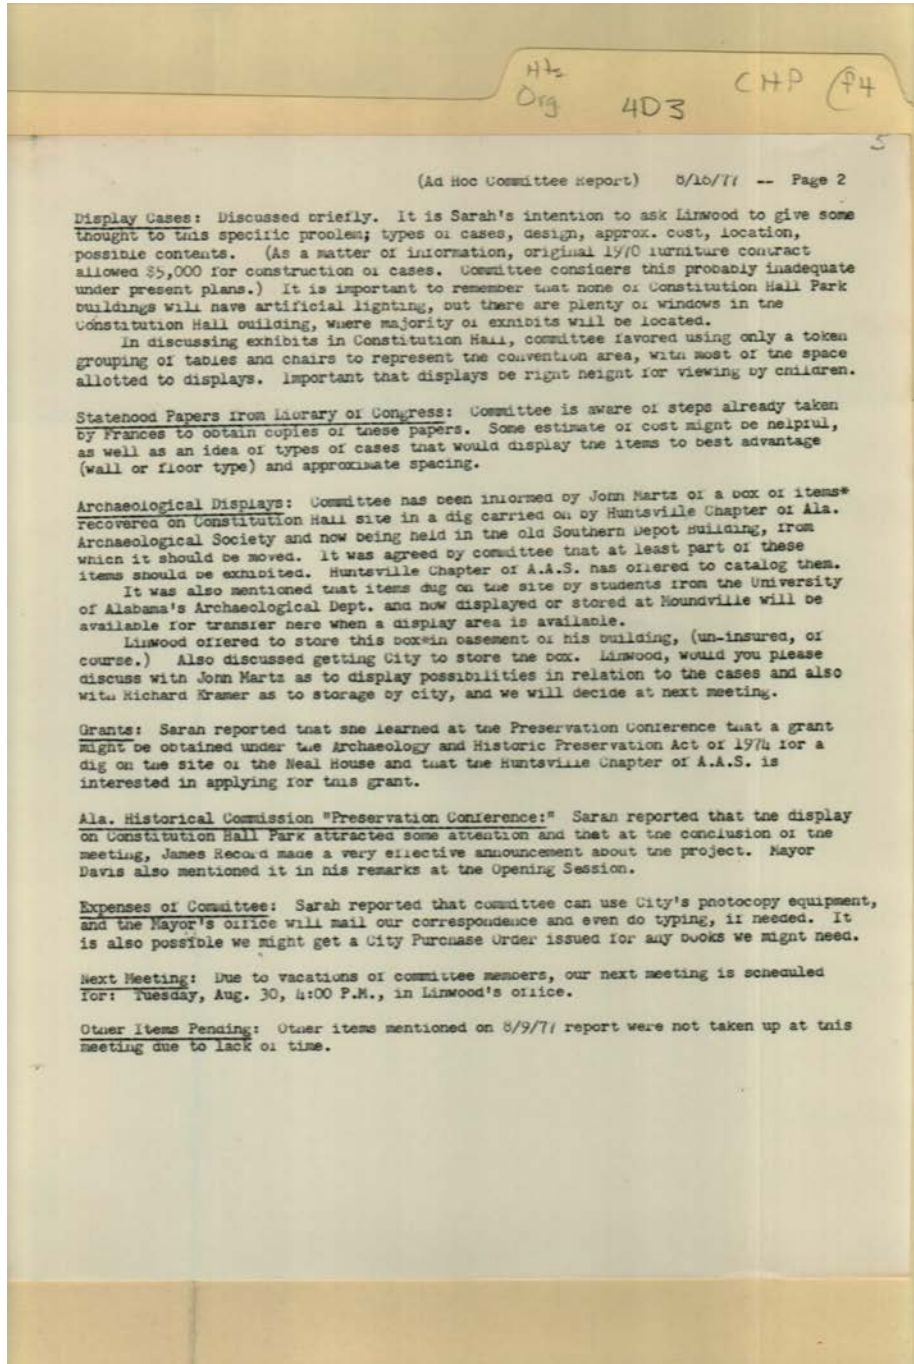 Hts
Org
4D3
CHP
P4
5
(Ad Hoc Committee Report) 8/16/77 -- Page 2
Display Cases: Discussed briefly. It is Sarah's intention to ask Linwood to give some
thought to this specific problem; types of cases, design, approx. cost, location,
possible contents. (As a matter of information, original 1970 furniture contract
allowed $5,000 for construction of cases. Committee considers this probably inadequate
under present plans.) It is important to remember that none of Constitution Hall Park
buildings will have artificial lighting, but there are plenty of windows in the
Constitution Hall building, where majority of exhibits will be located.
In discussing exhibits in Constitution Hall, committee favored using only a token
grouping of tables and chairs to represent the convention area, with most of the space
allotted to displays. Important that displays be right height for viewing by children.
Statehood Papers from Library of Congress: Committee is aware of steps already taken
by Frances to obtain copies of these papers. Some estimate of cost might be helpful,
as well as an idea of types of cases that would display the items to best advantage
(wall or floor type) and approximate spacing.
Archaeological Displays: Committee has been informed by John Martz of a box of items*
recovered on Constitution Hall site in a dig carried on by Huntsville Chapter of Ala.
Archaeological Society and now being held in the old Southern Depot Building, from
which it should be moved. It was agreed by committee that at least part of these
items should be exhibited. Huntsville Chapter of A.A.S. has offered to catalog them.
It was also mentioned that items dug on the site by students from the University
of Alabama's Archaeological Dept. and now displayed or stored at Moundville will be
available for transfer here when a display area is available.
Linwood offered to store this box*in basement of his building, (un-insured, of
course.) Also discussed getting City to store the box. Linwood, would you please
discuss with John Martz as to display possibilities in relation to the cases and also
with Richard Kramer as to storage by city, and we will decide at next meeting.
Grants: Sarah reported that she learned at the Preservation Conference that a grant
might be obtained under the Archaeology and Historic Preservation Act of 1974 for a
dig on the site of the Neal House and that the Huntsville Chapter of A.A.S. is
interested in applying for this grant.
Ala. Historical Commission "Preservation Conference:" Sarah reported that the display
on Constitution Hall Park attracted some attention and that at the conclusion of the
meeting, James Record made a very effective announcement about the project. Mayor
Davis also mentioned it in his remarks at the Opening Session.
Expenses of Committee: Sarah reported that committee can use City's photocopy equipment,
and the Mayor's office will mail our correspondence and even do typing, if needed. It
is also possible we might get a City Purchase Order issued for any books we might need.
Next Meeting: Due to vacations of committee members, our next meeting is scheduled
for: Tuesday, Aug. 30, 4:00 P.M., in Linwood's office.
Other Items Pending: Other items mentioned on 8/9/77 report were not taken up at this
meeting due to lack of time.